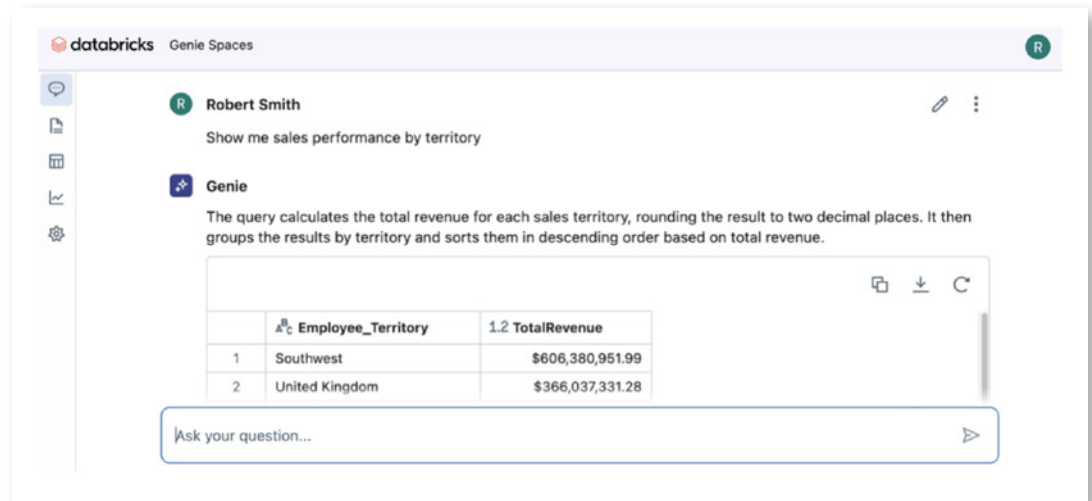 databricks Genie Spaces R
R Robert Smith
Show me sales performance by territory
Genie
The query calculates the total revenue for each sales territory, rounding the result to two decimal places. It then
groups the results by territory and sorts them in descending order based on total revenue.
ABC Employee_Territory 1.2 TotalRevenue
1 Southwest $606,380,951.99
2 United Kingdom $366,037,331.28
Ask your question...